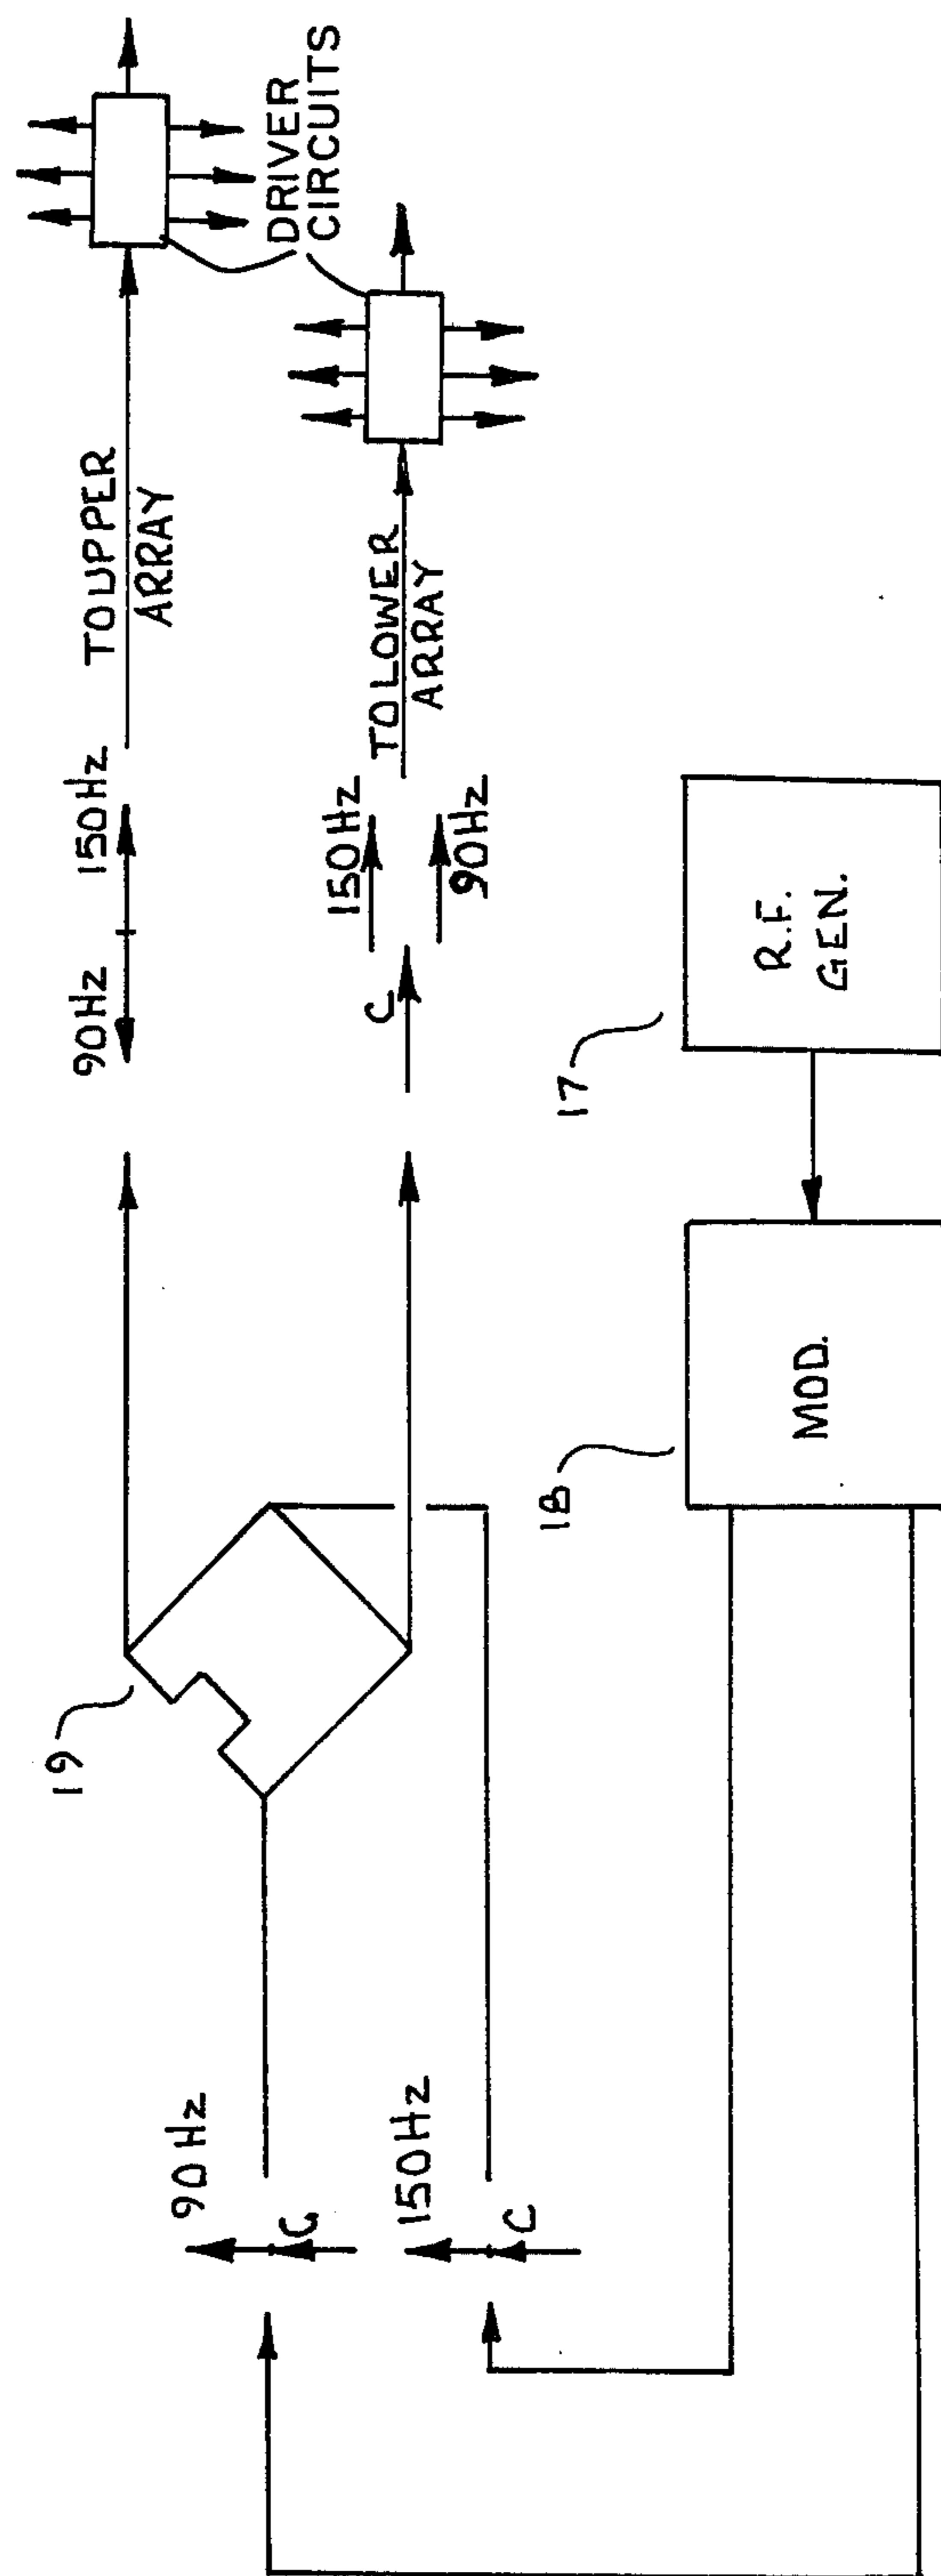 19
90Hz
C
150Hz
C
90Hz 150Hz
TO UPPER
ARRAY
DRIVER
CIRCUITS
C
150Hz
90Hz
TO LOWER
ARRAY
18
MOD.
17
R.F.
GEN.